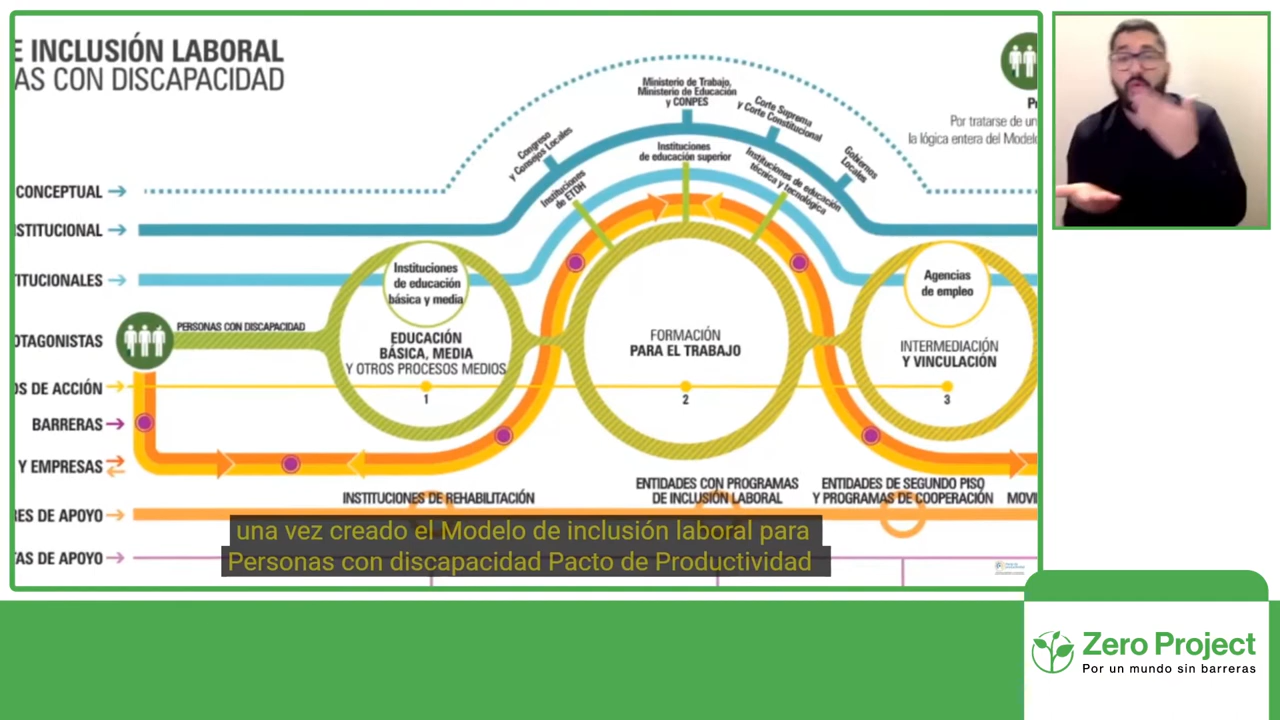 E INCLUSIÓN LABORAL
AS CON DISCAPACIDAD
Ministerio de Trabajo,
Ministerio de Educación
y CONPES
Corte Suprema
y Corte Constitucional
Congreso
y Consejos Locales
Gobiernos
Locales
Instituciones
de ETDH
Instituciones
de educación superior
Instituciones de educación
técnica y tecnológica
P
Por tratarse de un
la lógica entera del Modelo
CONCEPTUAL
STITUCIONAL
TITUCIONALES
OTAGONISTAS
OS DE ACCIÓN
BARRERAS
Y EMPRESAS
RES DE APOYO
TAS DE APOYO
PERSONAS CON DISCAPACIDAD
Instituciones
de educación
básica y media
EDUCACIÓN
BÁSICA, MEDIA
Y OTROS PROCESOS MEDIOS
1
FORMACIÓN
PARA EL TRABAJO
2
Agencias
de empleo
INTERMEDIACIÓN
Y VINCULACIÓN
3
INSTITUCIONES DE REHABILITACIÓN
ENTIDADES CON PROGRAMAS
DE INCLUSIÓN LABORAL
ENTIDADES DE SEGUNDO PISO
Y PROGRAMAS DE COOPERACIÓN
MOVI
una vez creado el Modelo de inclusión laboral para
Personas con discapacidad Pacto de Productividad
Zero Project
Por un mundo sin barreras